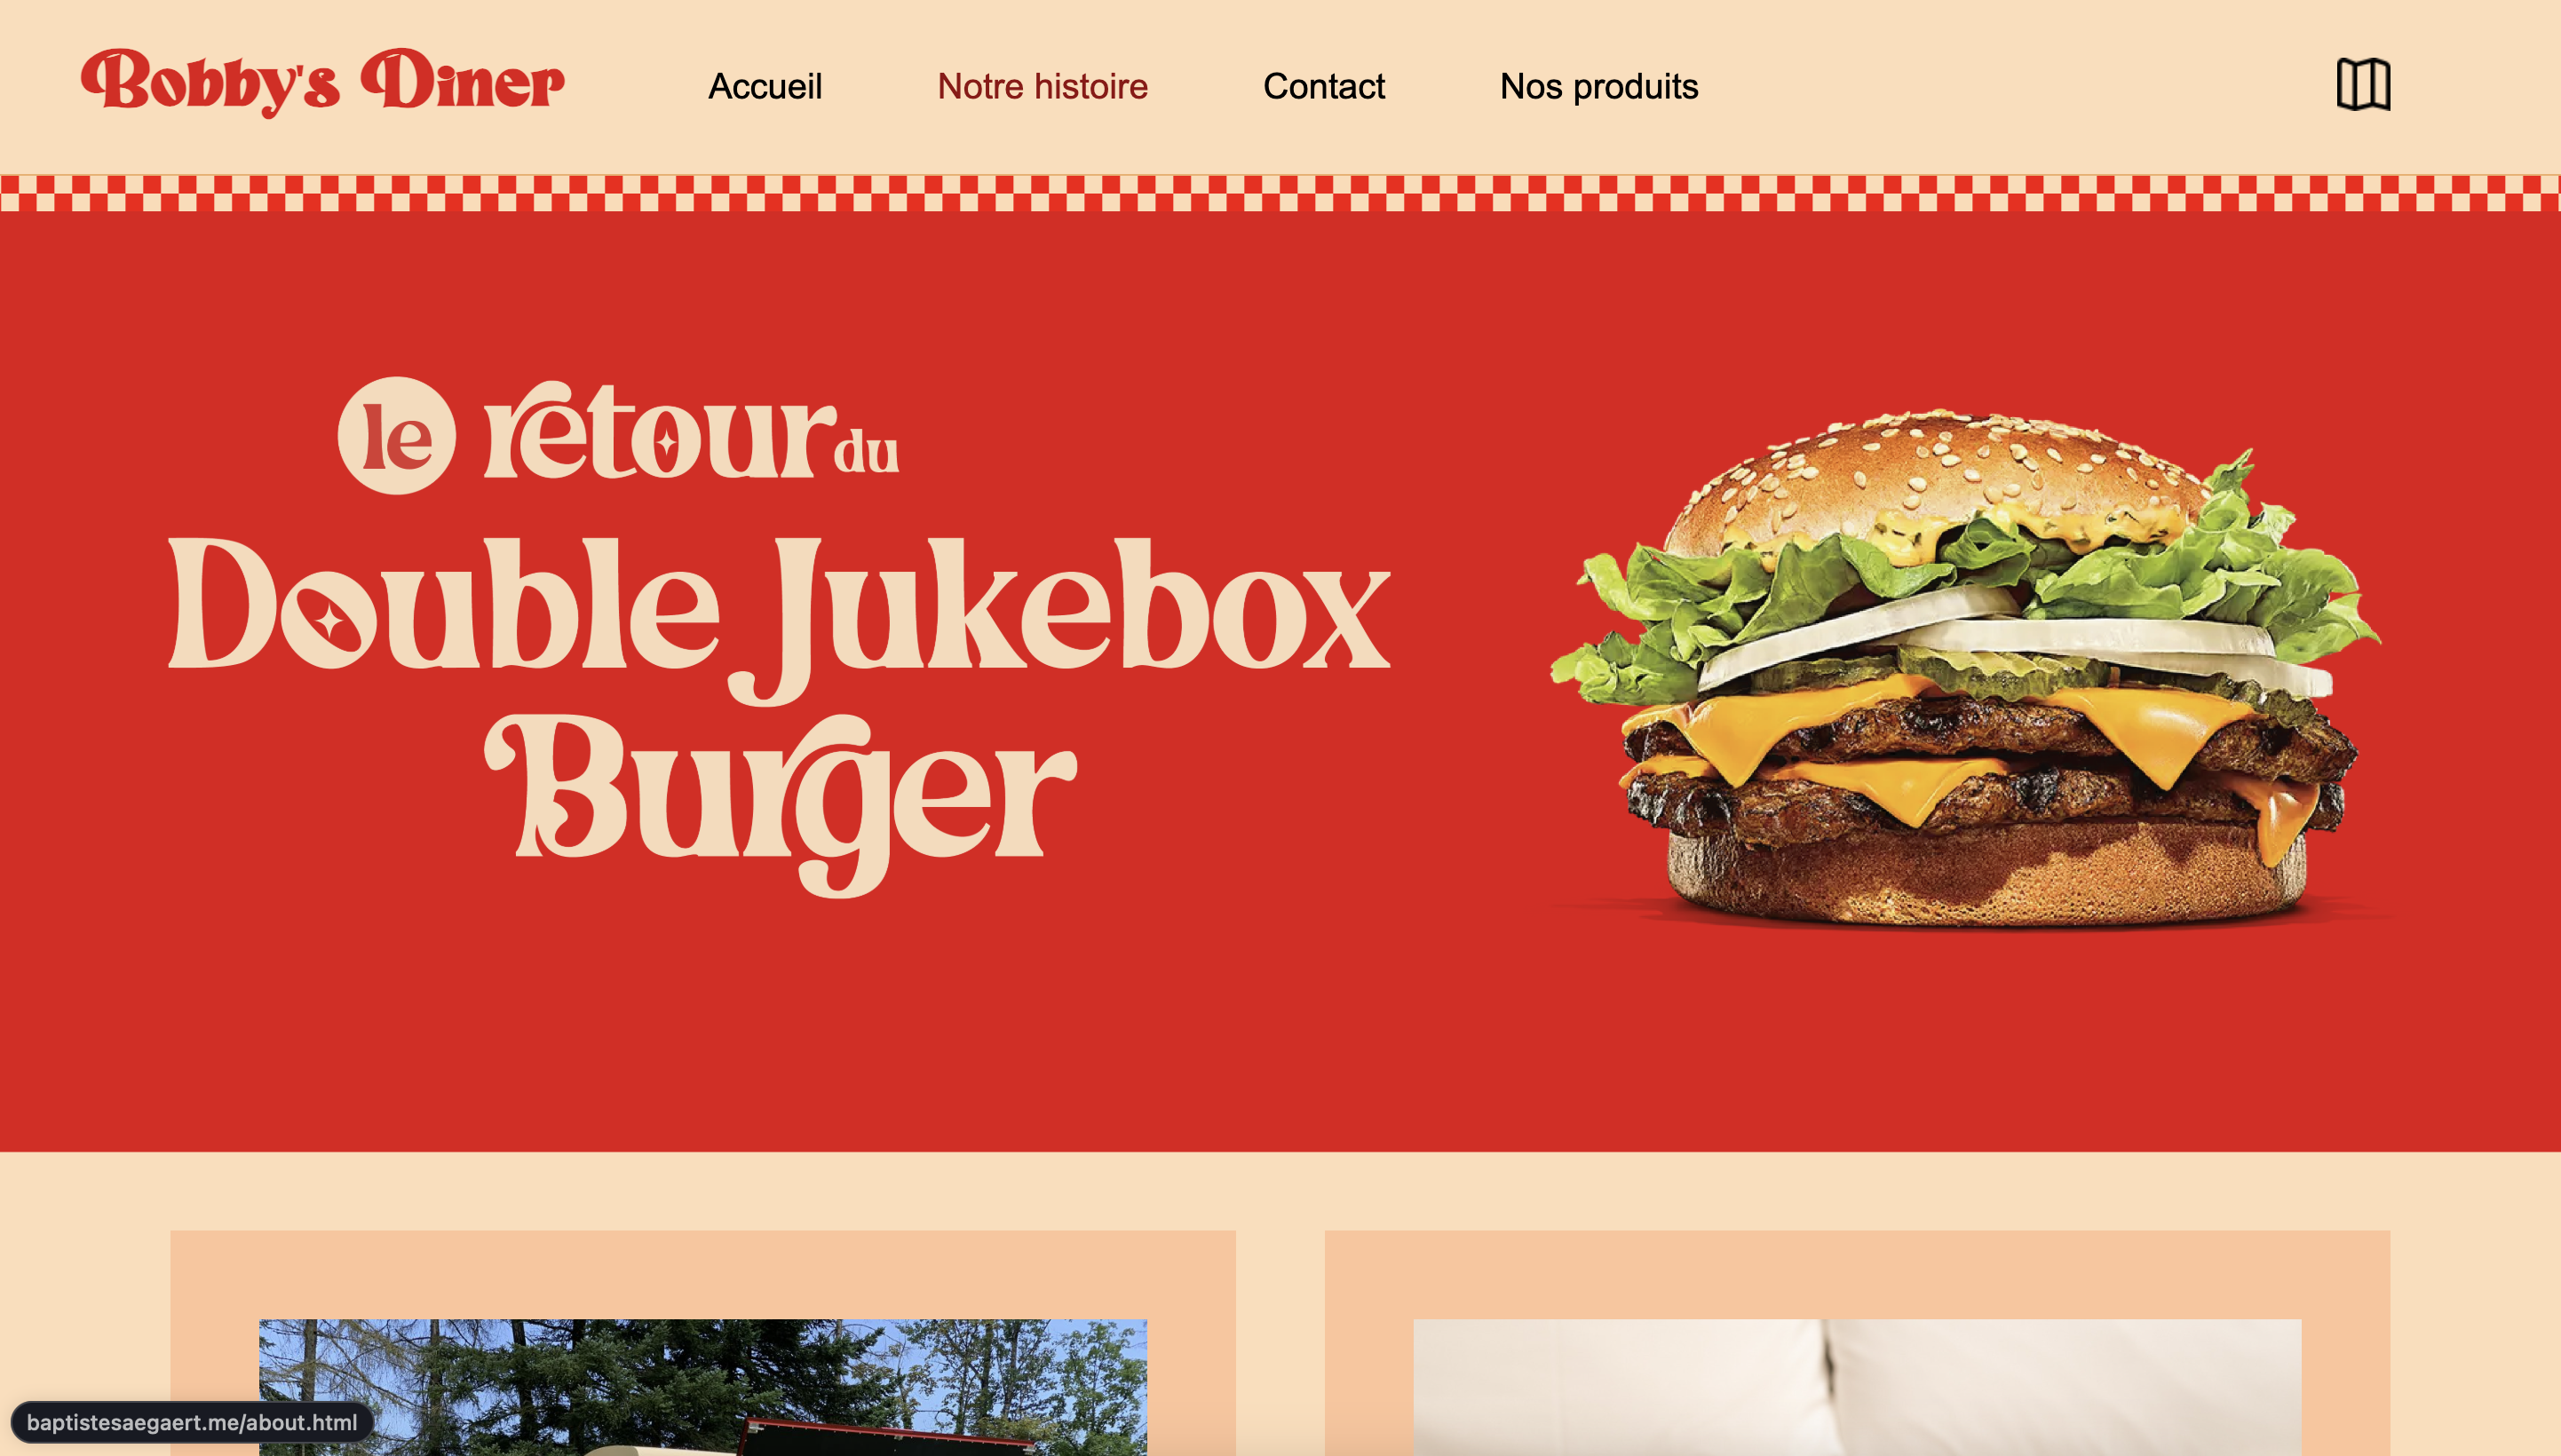 Bobby's Diner
Accueil
Notre histoire
Contact
Nos produits
le retour du
Double Jukebox
Burger
baptistesaegaert.me/about.html